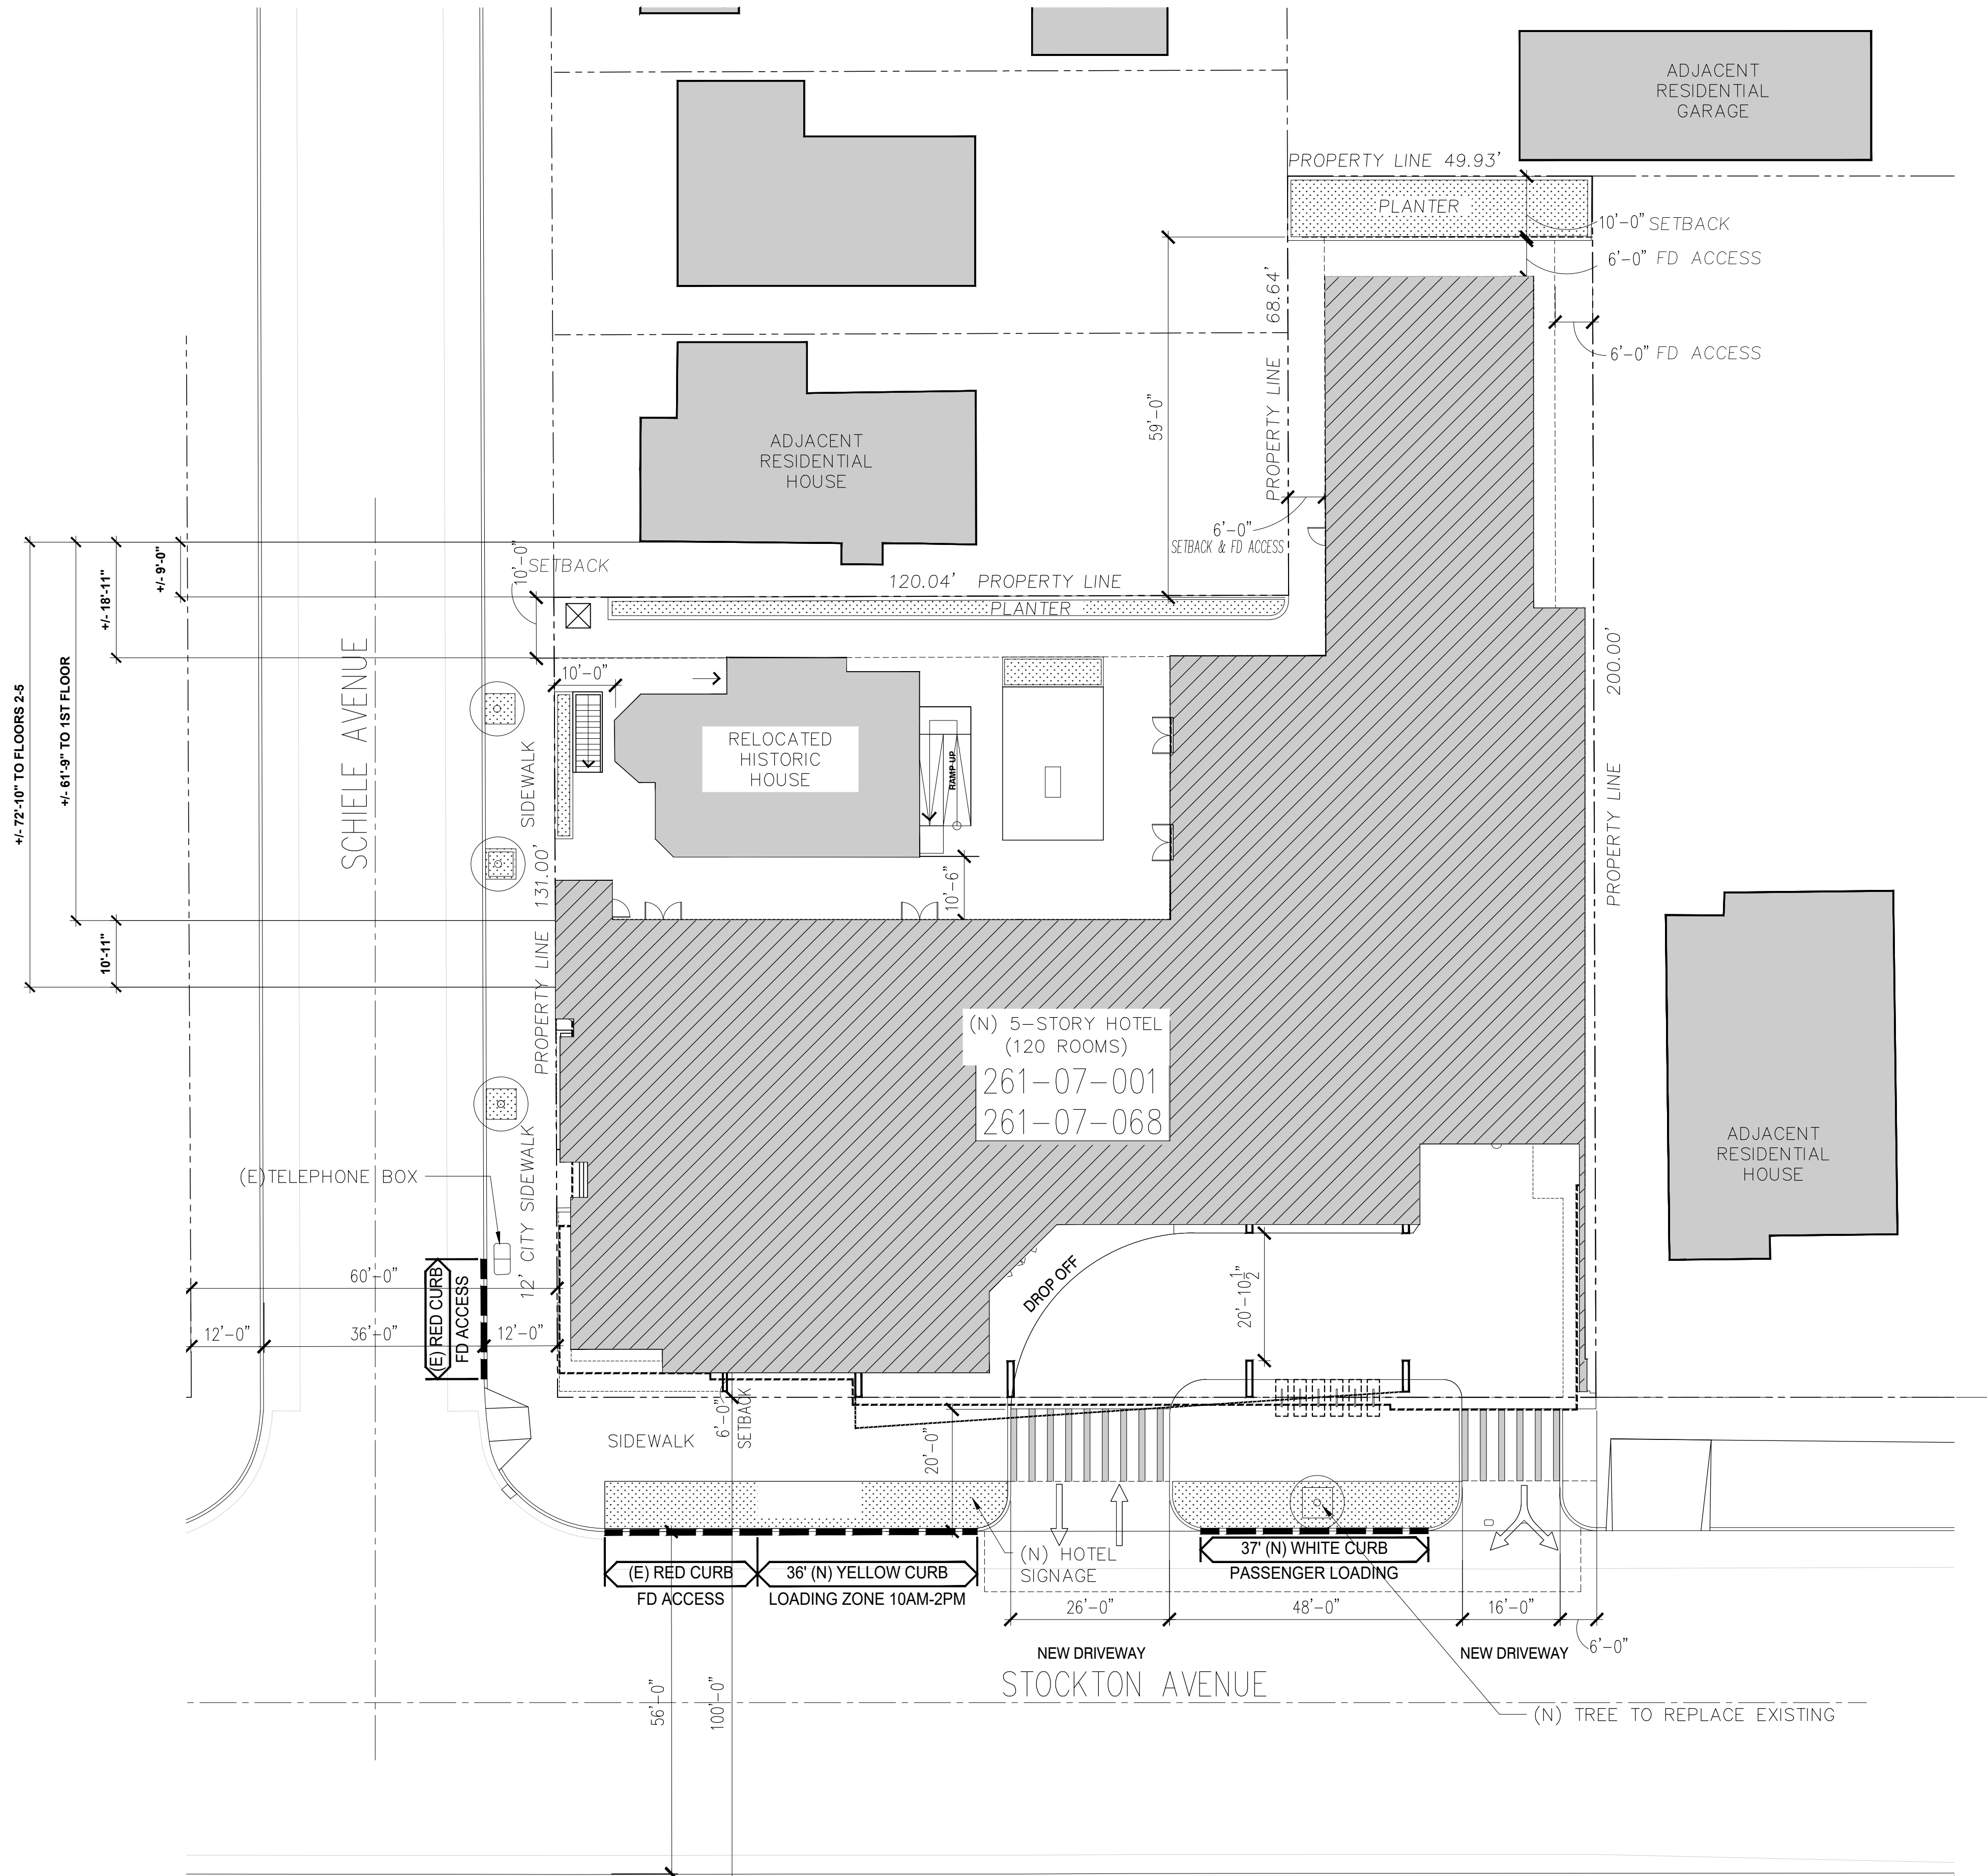 ADJACENT
RESIDENTIAL
GARAGE
PROPERTY LINE 49.93'
PLANTER
10'-0" SETBACK
6'-0" FD ACCESS
6'-0" FD ACCESS
PROPERTY LINE 68.64'
59'-0"
ADJACENT
RESIDENTIAL
HOUSE
6'-0"
SETBACK & FD ACCESS
10'-0"
SETBACK
120.04' PROPERTY LINE
PLANTER
+/- 9'-0"
+/- 18'-11"
+/- 61'-9" TO 1ST FLOOR
+/- 72'-10" TO FLOORS 2-5
10'-11"
SCHIELE AVENUE
SIDEWALK
10'-0"
RELOCATED
HISTORIC
HOUSE
RAMP UP
10'-6"
PROPERTY LINE 131.00'
PROPERTY LINE 200.00'
(N) 5-STORY HOTEL
(120 ROOMS)
261-07-001
261-07-068
ADJACENT
RESIDENTIAL
HOUSE
(E)TELEPHONE BOX
12' CITY SIDEWALK
60'-0"
12'-0"
36'-0"
12'-0"
(E) RED CURB
FD ACCESS
DROP OFF
20'-10 1/2"
SIDEWALK
6'-0"
SETBACK
20'-0"
(E) RED CURB
FD ACCESS
36' (N) YELLOW CURB
LOADING ZONE 10AM-2PM
(N) HOTEL
SIGNAGE
37' (N) WHITE CURB
PASSENGER LOADING
26'-0"
48'-0"
16'-0"
6'-0"
NEW DRIVEWAY
NEW DRIVEWAY
STOCKTON AVENUE
56'-0"
100'-0"
(N) TREE TO REPLACE EXISTING